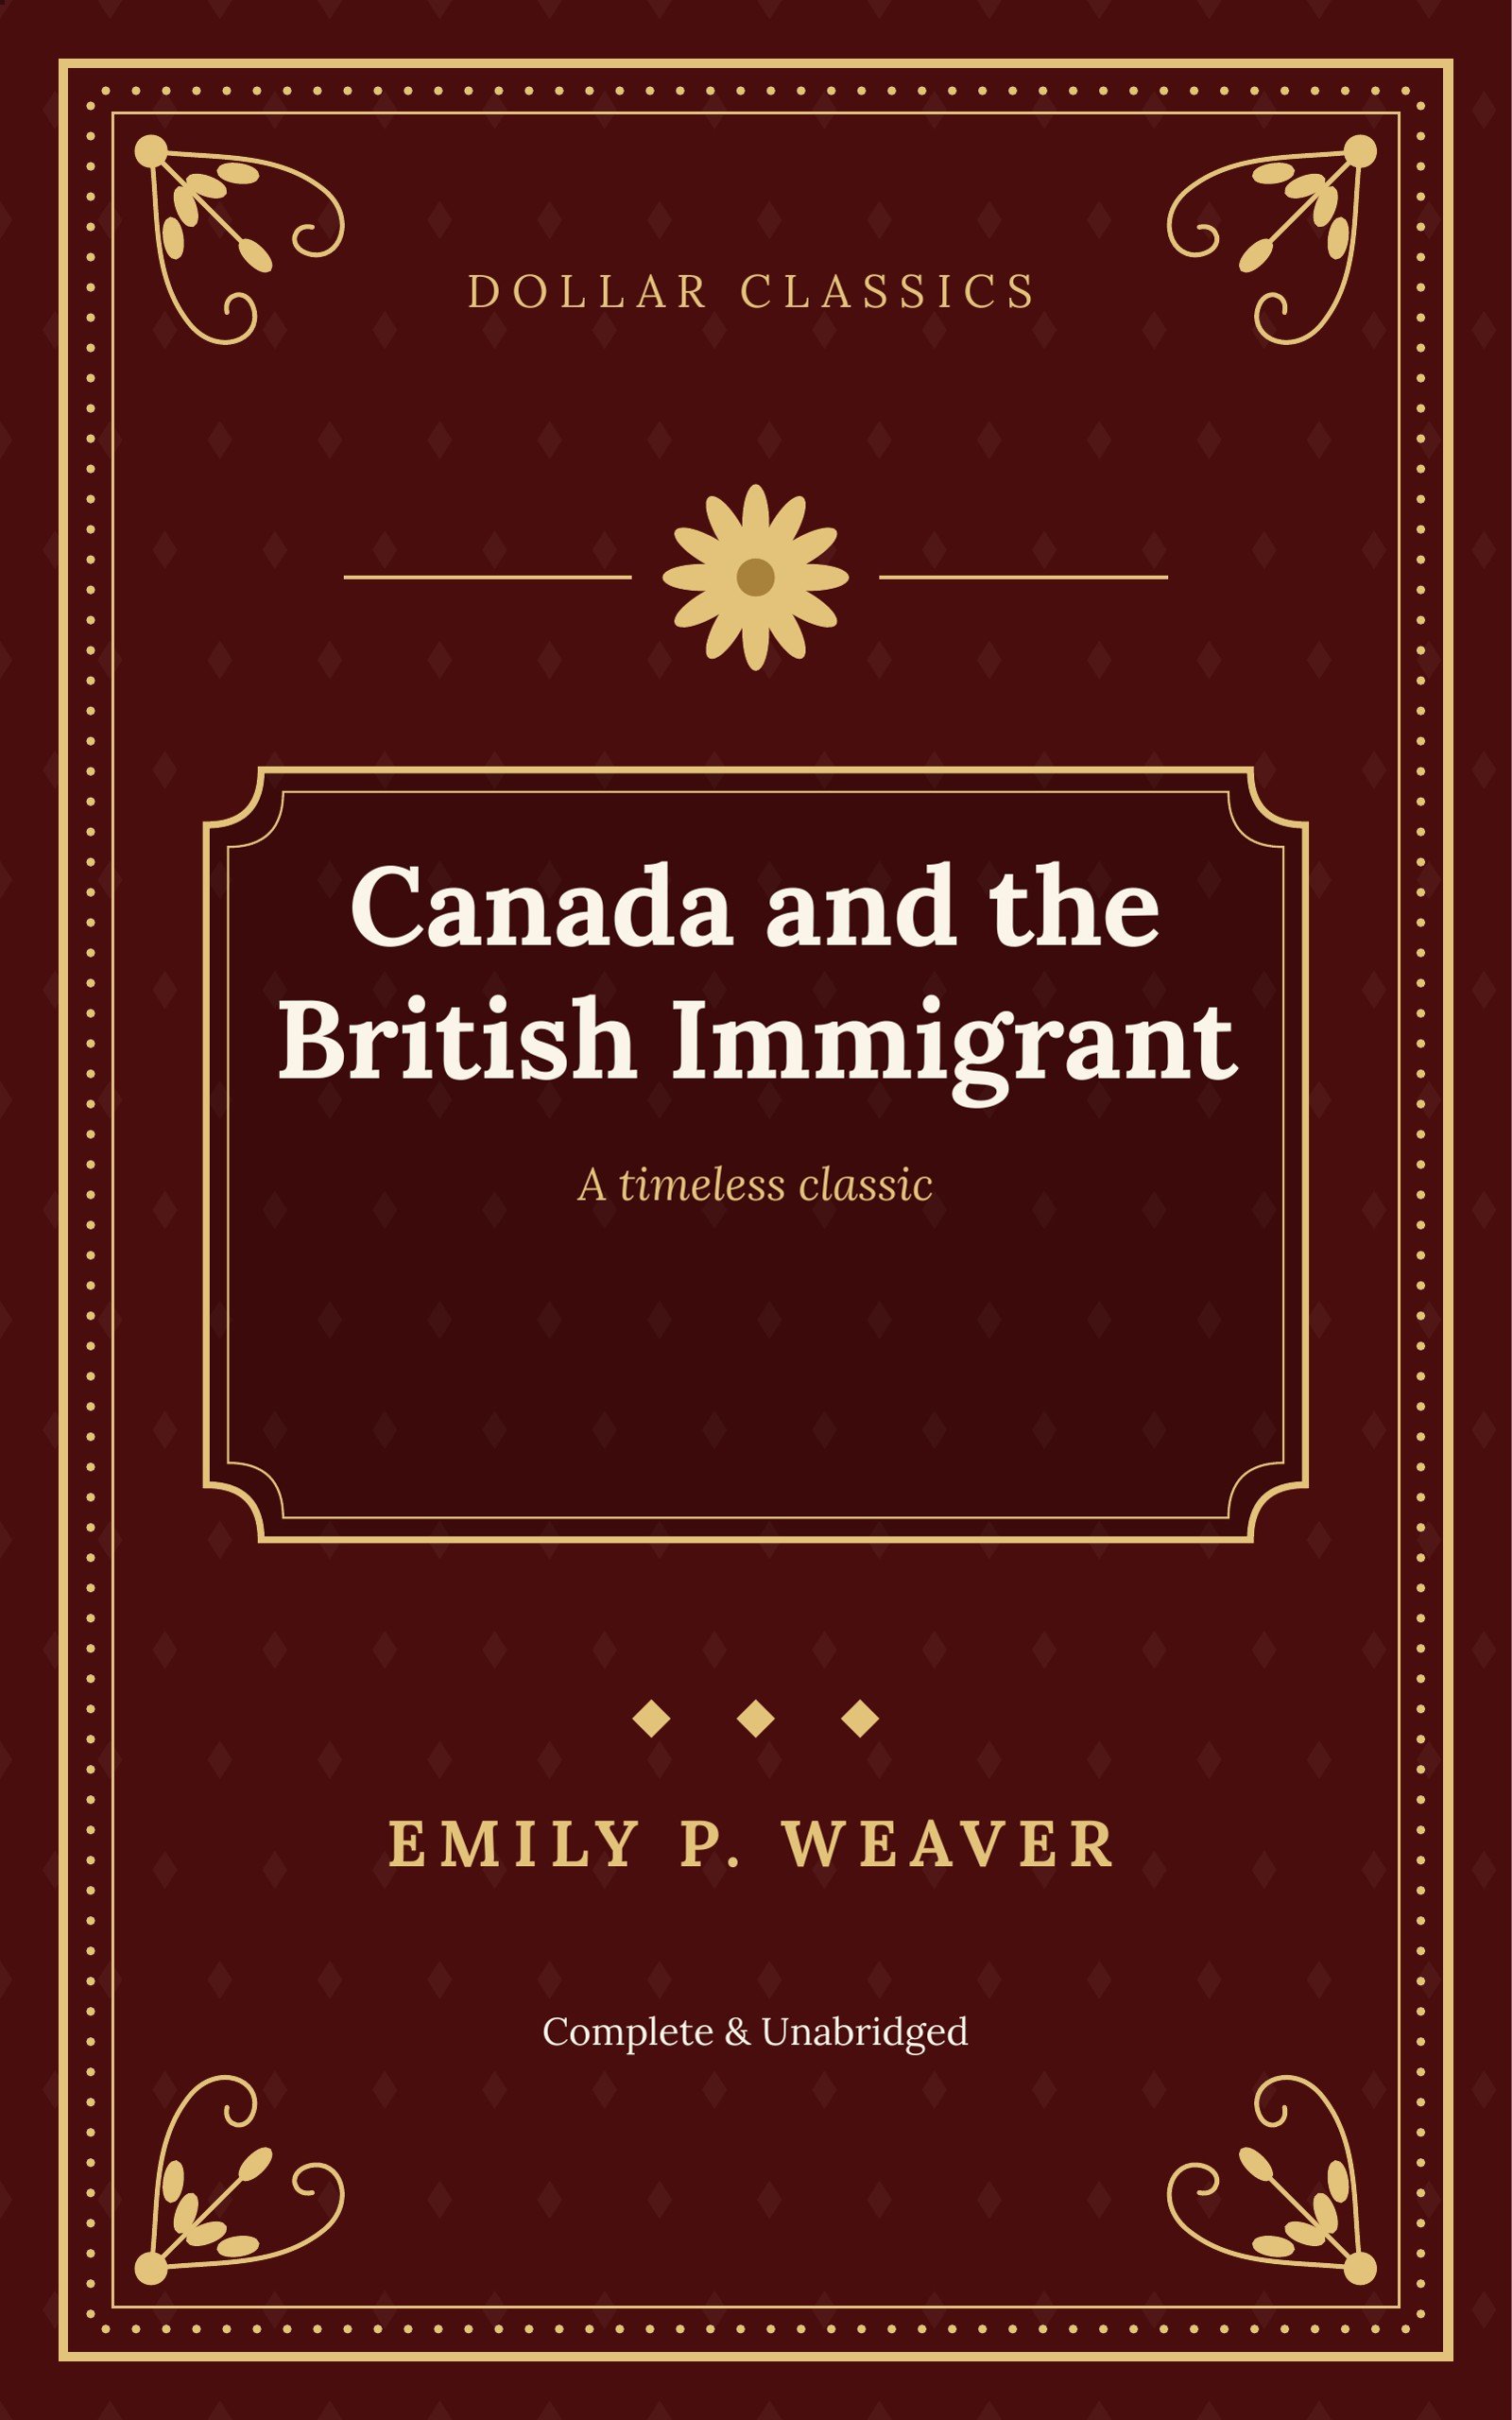 DOLLAR CLASSICS
Canada and the
British Immigrant
A timeless classic
EMILY P. WEAVER
Complete & Unabridged